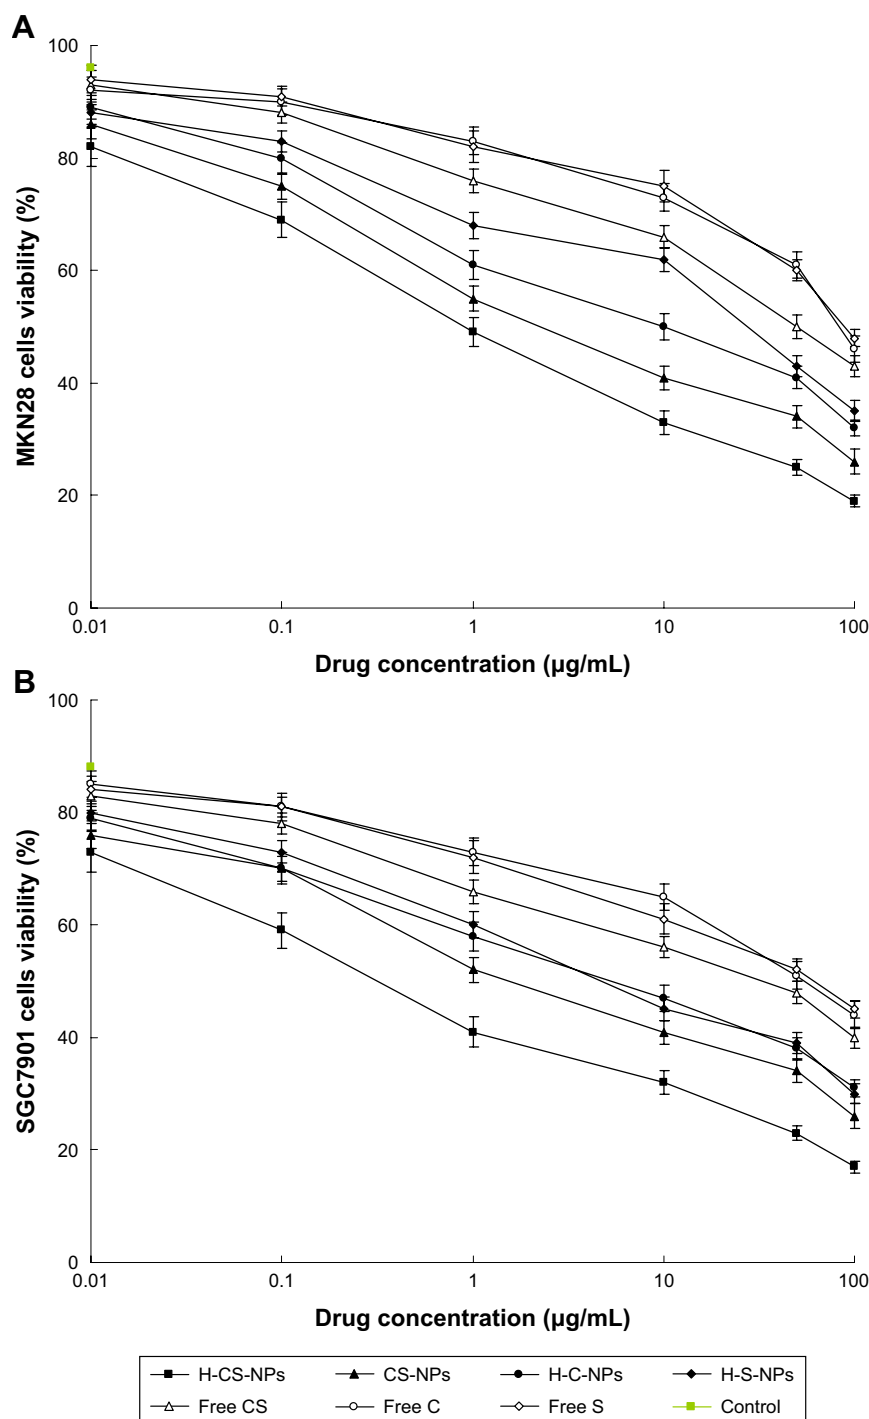 A
100
80
60
40
20
0
MKN28 cells viability (%)
0.01 0.1 1 10 100
Drug concentration (µg/mL)
B
100
80
60
40
20
0
SGC7901 cells viability (%)
0.01 0.1 1 10 100
Drug concentration (µg/mL)
H-CS-NPs CS-NPs H-C-NPs H-S-NPs
Free CS Free C Free S Control